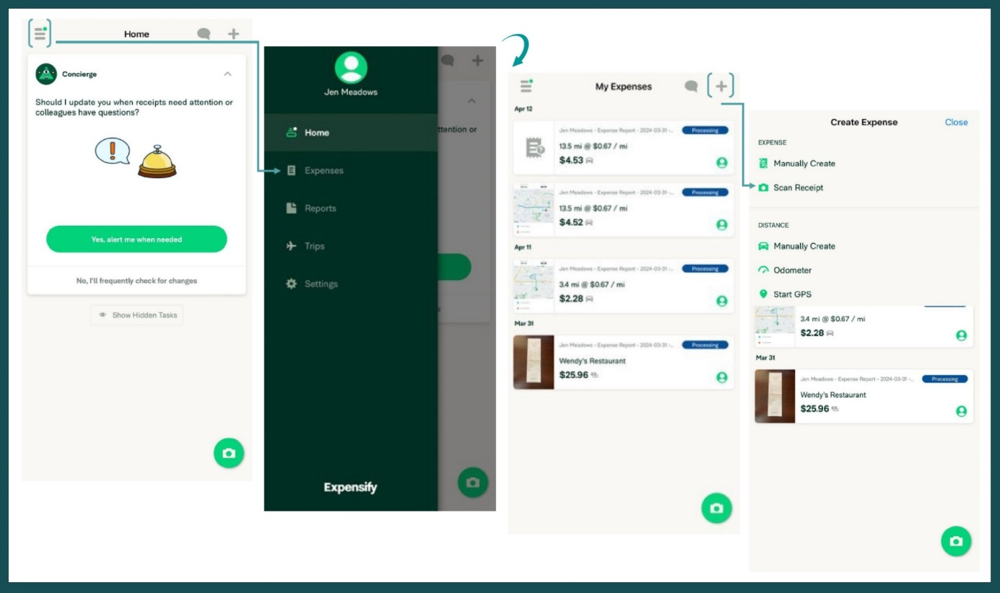 Home
Concierge
Should I update you when receipts need attention or
colleagues have questions?
Yes, alert me when needed
No, I'll frequently check for changes
Show Hidden Tasks
Jen Meadows
Home
Expenses
Reports
Trips
Settings
Expensify
ttention or
My Expenses
Apr 12
Jen Meadows - Expense Report - 2024-03-31 -...
Processing
13.5 mi @ $0.67 / mi
$4.53
Jen Meadows - Expense Report - 2024-03-31 -...
Processing
13.5 mi @ $0.67 / mi
$4.52
Apr 11
Jen Meadows - Expense Report - 2024-03-31 -...
Processing
3.4 mi @ $0.67 / mi
$2.28
Mar 31
Jen Meadows - Expense Report - 2024-03-31 -...
Processing
Wendy's Restaurant
$25.96
Create Expense
Close
EXPENSE
Manually Create
Scan Receipt
DISTANCE
Manually Create
Odometer
Start GPS
3.4 mi @ $0.67 / mi
$2.28
Mar 31
Jen Meadows - Expense Report - 2024-03-31 -...
Processing
Wendy's Restaurant
$25.96